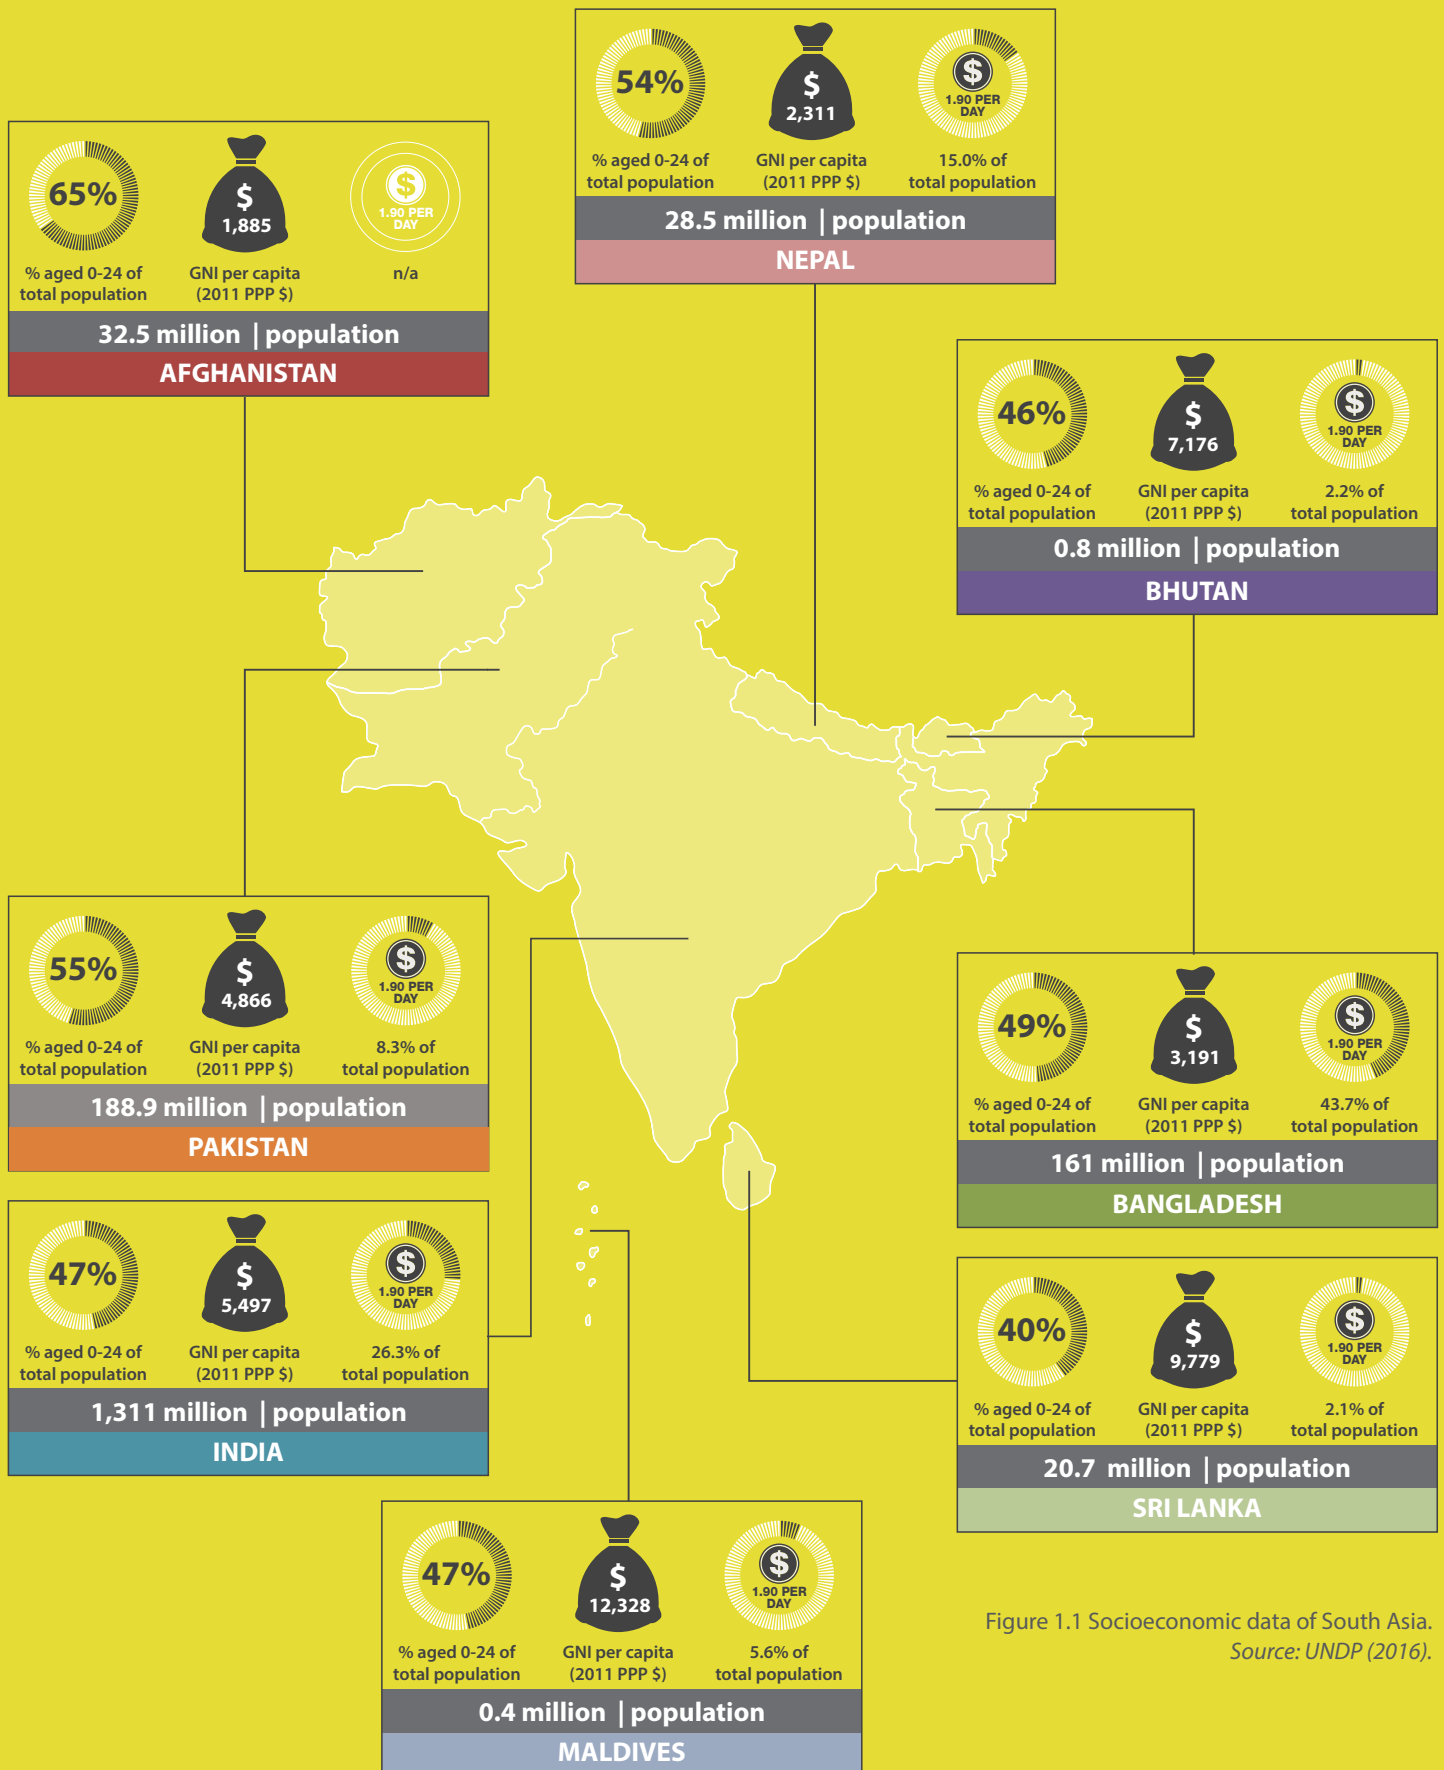 54%
$
2,311
$
1.90 PER
DAY
% aged 0-24 of
total population
GNI per capita
(2011 PPP $)
15.0% of
total population
28.5 million | population
NEPAL
65%
$
1,885
$
1.90 PER
DAY
% aged 0-24 of
total population
GNI per capita
(2011 PPP $)
n/a
32.5 million | population
AFGHANISTAN
46%
$
7,176
$
1.90 PER
DAY
% aged 0-24 of
total population
GNI per capita
(2011 PPP $)
2.2% of
total population
0.8 million | population
BHUTAN
55%
$
4,866
$
1.90 PER
DAY
% aged 0-24 of
total population
GNI per capita
(2011 PPP $)
8.3% of
total population
188.9 million | population
PAKISTAN
49%
$
3,191
$
1.90 PER
DAY
% aged 0-24 of
total population
GNI per capita
(2011 PPP $)
43.7% of
total population
161 million | population
BANGLADESH
47%
$
5,497
$
1.90 PER
DAY
% aged 0-24 of
total population
GNI per capita
(2011 PPP $)
26.3% of
total population
1,311 million | population
INDIA
40%
$
9,779
$
1.90 PER
DAY
% aged 0-24 of
total population
GNI per capita
(2011 PPP $)
2.1% of
total population
20.7 million | population
SRI LANKA
47%
$
12,328
$
1.90 PER
DAY
% aged 0-24 of
total population
GNI per capita
(2011 PPP $)
5.6% of
total population
0.4 million | population
MALDIVES
Figure 1.1 Socioeconomic data of South Asia.
Source: UNDP (2016).